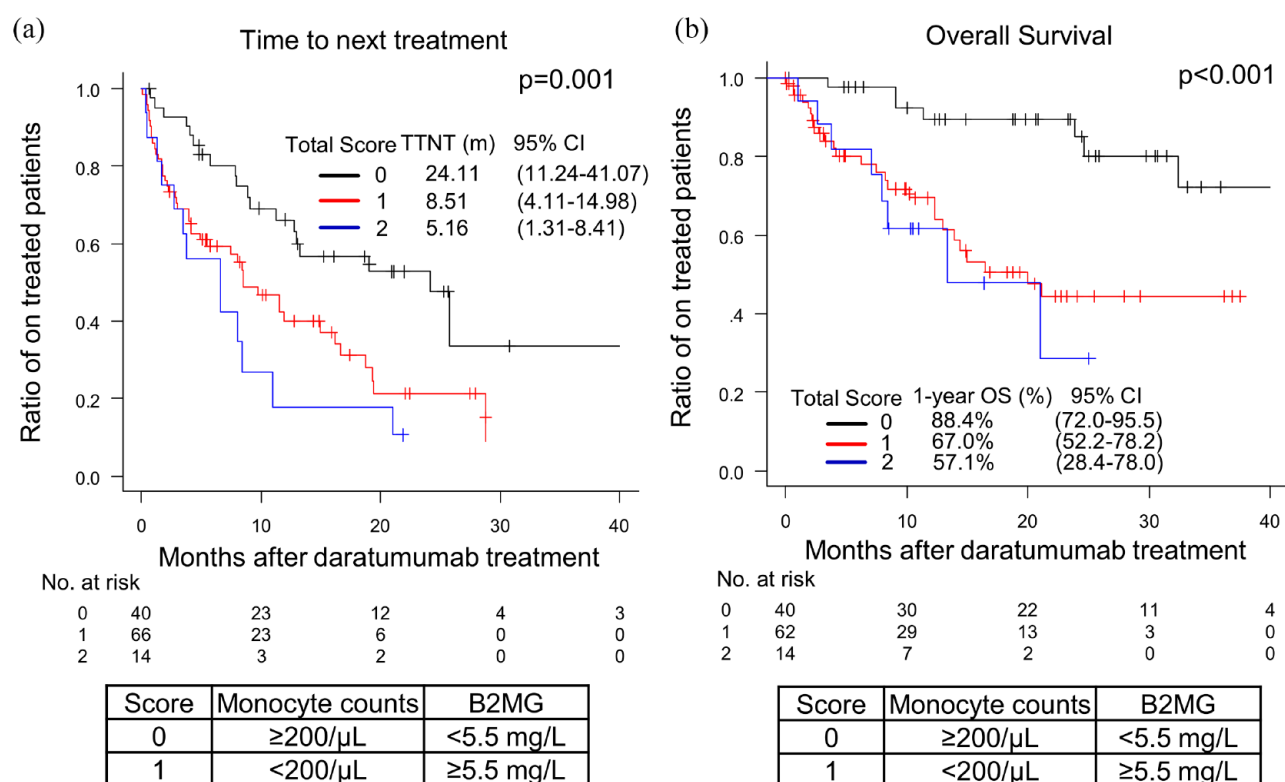 (a)
Time to next treatment
p=0.001
Total Score TTNT (m) 95% CI
0 24.11 (11.24-41.07)
1 8.51 (4.11-14.98)
2 5.16 (1.31-8.41)
Ratio of on treated patients
1.0
0.8
0.6
0.4
0.2
0.0
0 10 20 30 40
Months after daratumumab treatment
No. at risk
0 40 23 12 4 3
1 66 23 6 0 0
2 14 3 2 0 0
Score Monocyte counts B2MG
0 ≥200/μL <5.5 mg/L
1 <200/μL ≥5.5 mg/L
(b)
Overall Survival
p<0.001
Ratio of on treated patients
1.0
0.8
0.6
.4
0.2
0.0
Total Score 1-year OS (%) 95% CI
0 88.4% (72.0-95.5)
1 67.0% (52.2-78.2)
2 57.1% (28.4-78.0)
0 10 20 30 40
Months after daratumumab treatment
No. at risk
0 40 30 22 11 4
1 62 29 13 3 0
2 14 7 2 0 0
Score Monocyte counts B2MG
0 ≥200/μL <5.5 mg/L
1 <200/μL ≥5.5 mg/L